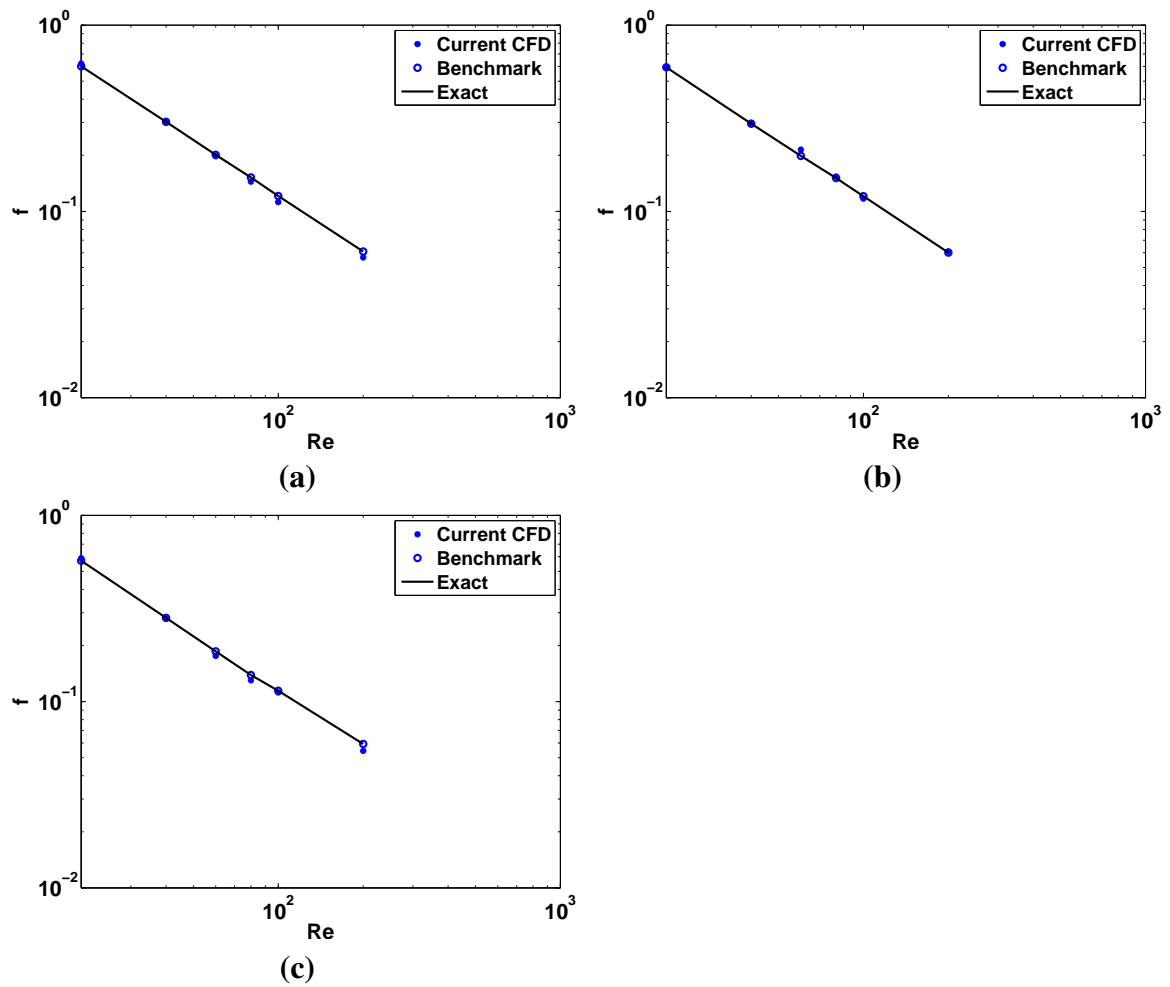 10^0
Current CFD
Benchmark
Exact
f
10^-1
10^-2
10^2
10^3
Re
(a)
10^0
Current CFD
Benchmark
Exact
f
10^-1
10^-2
10^2
10^3
Re
(b)
10^0
Current CFD
Benchmark
Exact
f
10^-1
10^-2
10^2
10^3
Re
(c)